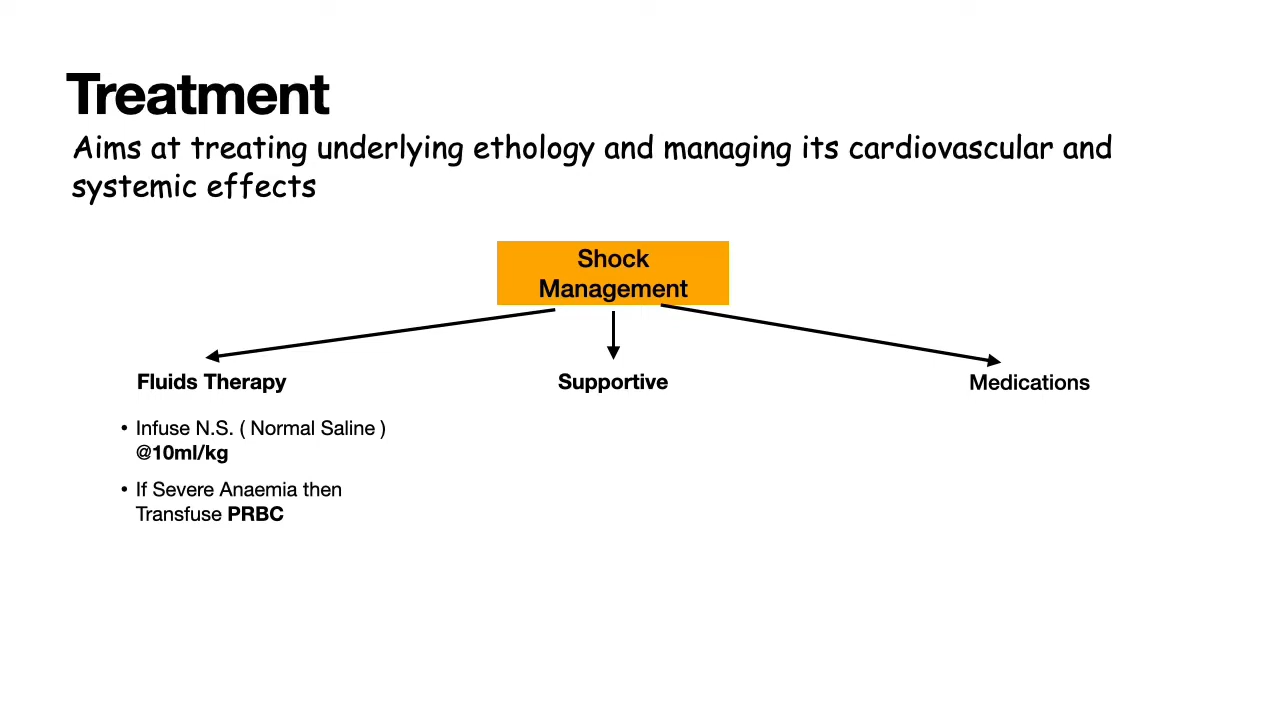 Treatment
Aims at treating underlying ethology and managing its cardiovascular and
systemic effects
Shock
Management
Fluids Therapy
Supportive
Medications
• Infuse N.S. ( Normal Saline )
@10ml/kg
• If Severe Anaemia then
Transfuse PRBC